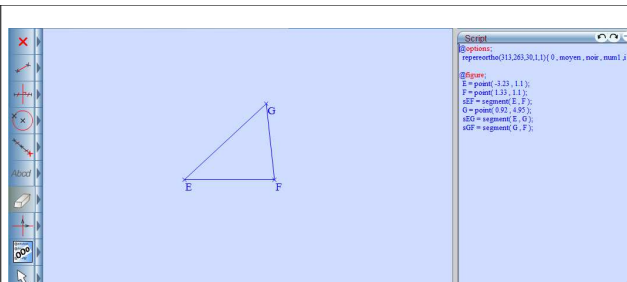 Script
@options;
repereortho(313,263,30,1,1){ 0 , moyen , noir , num1 ,i
@figure;
E = point( -3.23 , 1.1 );
F = point( 1.33 , 1.1 );
sEF = segment( E , F );
G = point( 0.92 , 4.95 );
sEG = segment( E , G );
sGF = segment( G , F );
G
E
F
Abcd
.000